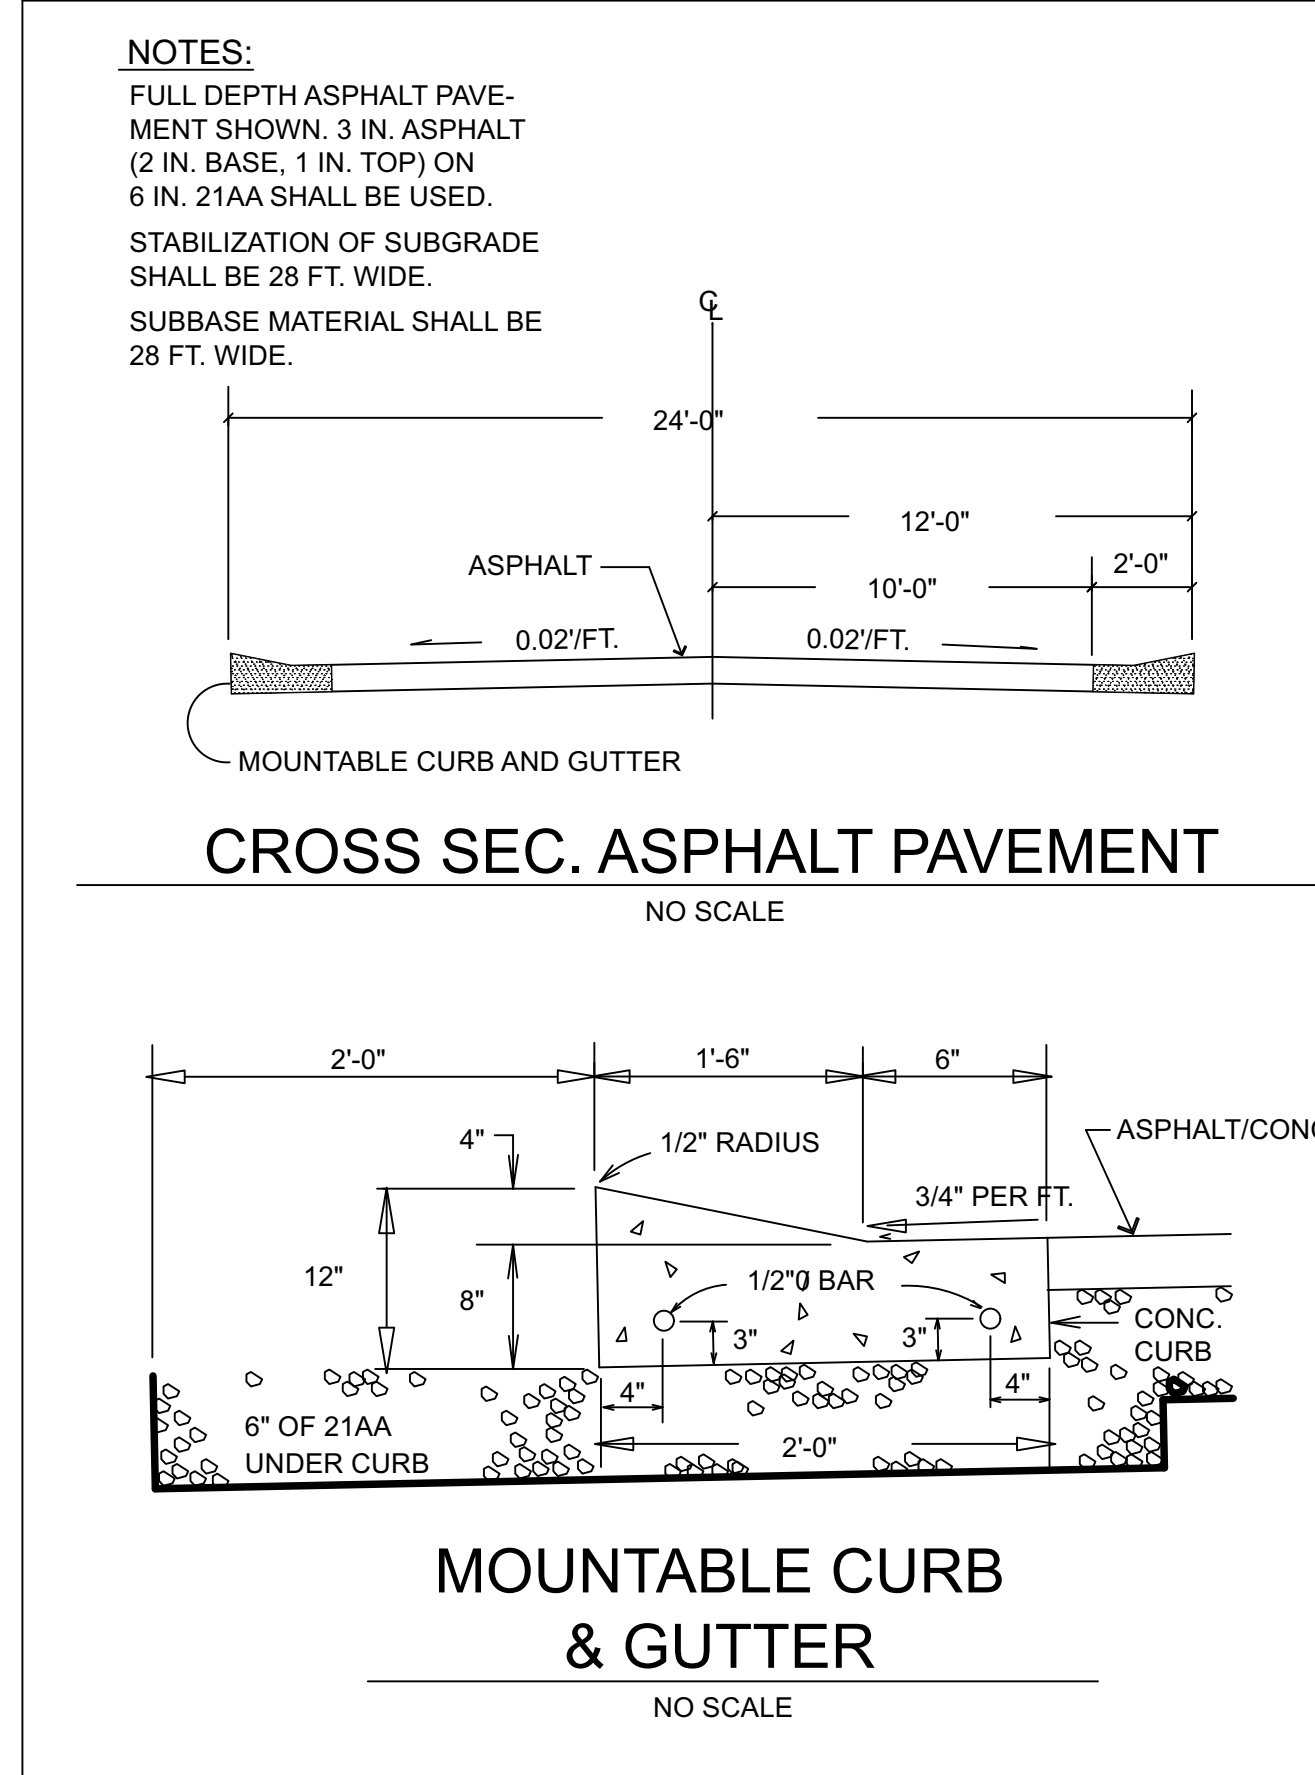 NOTES:
FULL DEPTH ASPHALT PAVE-
MENT SHOWN. 3 IN. ASPHALT
(2 IN. BASE, 1 IN. TOP) ON
6 IN. 21AA SHALL BE USED.
STABILIZATION OF SUBGRADE
SHALL BE 28 FT. WIDE.
SUBBASE MATERIAL SHALL BE
28 FT. WIDE.
CL
24'-0"
12'-0"
ASPHALT
2'-0"
10'-0"
0.02'/FT.
0.02'/FT.
MOUNTABLE CURB AND GUTTER
CROSS SEC. ASPHALT PAVEMENT
NO SCALE
2'-0"
1'-6"
6"
4"
1/2" RADIUS
ASPHALT/CONC
3/4" PER FT.
12"
8"
1/2"0 BAR
3"
3"
CONC.
CURB
4"
4"
6" OF 21AA
UNDER CURB
2'-0"
MOUNTABLE CURB
& GUTTER
NO SCALE